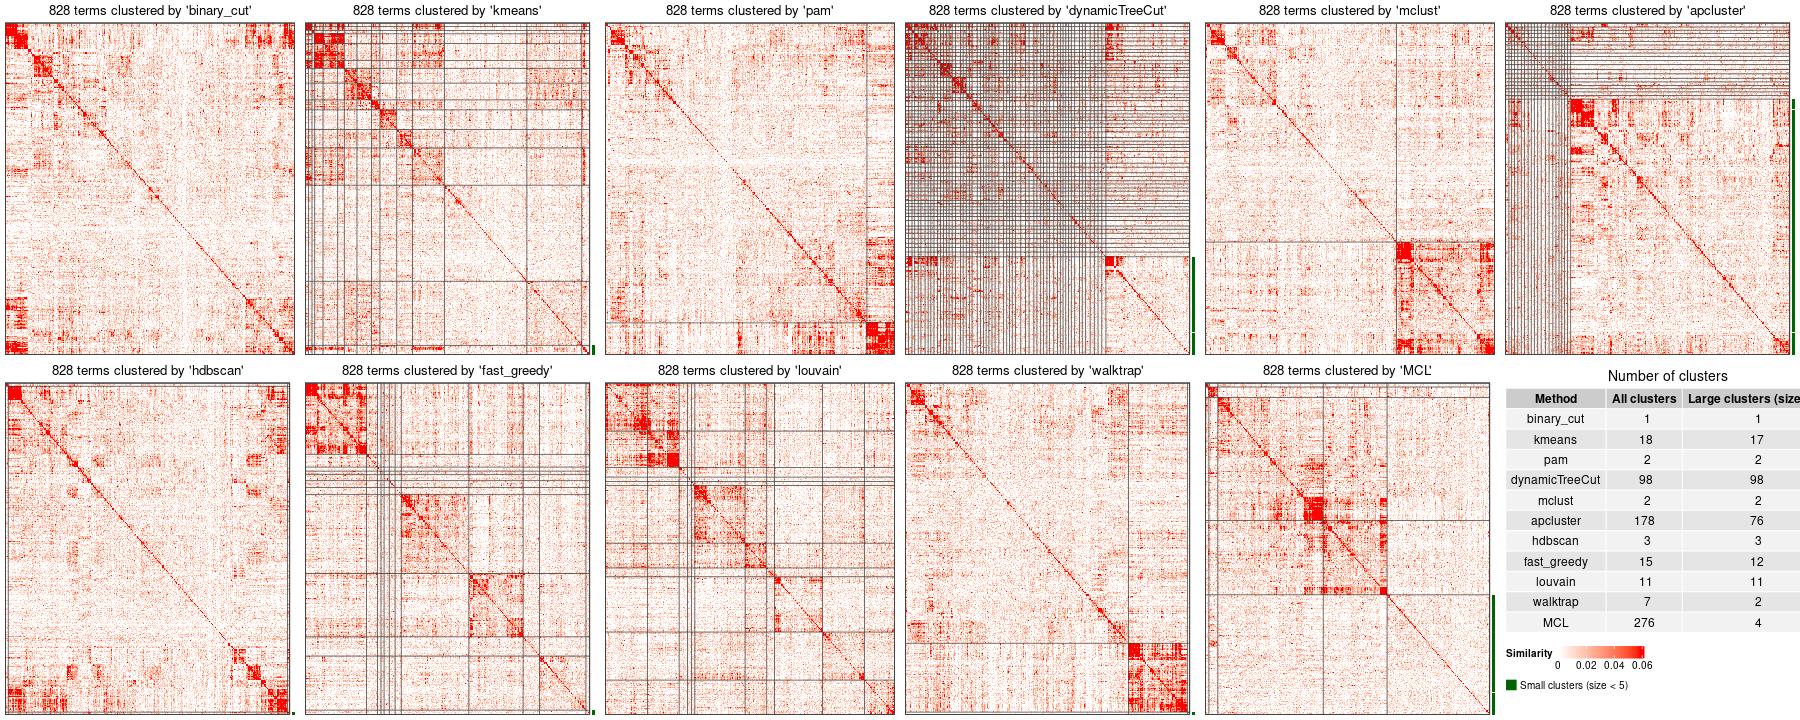 828 terms clustered by 'binary_cut'
828 terms clustered by 'kmeans'
828 terms clustered by 'pam'
828 terms clustered by 'dynamicTreeCut'
828 terms clustered by 'mclust'
828 terms clustered by 'apcluster'
828 terms clustered by 'hdbscan'
828 terms clustered by 'fast_greedy'
828 terms clustered by 'louvain'
828 terms clustered by 'walktrap'
828 terms clustered by 'MCL'
Number of clusters
Method All clusters Large clusters (size
binary_cut 1 1
kmeans 18 17
pam 2 2
dynamicTreeCut 98 98
mclust 2 2
apcluster 178 76
hdbscan 3 3
fast_greedy 15 12
louvain 11 11
walktrap 7 2
MCL 276 4
Similarity
0 0.02 0.04 0.06
Small clusters (size < 5)